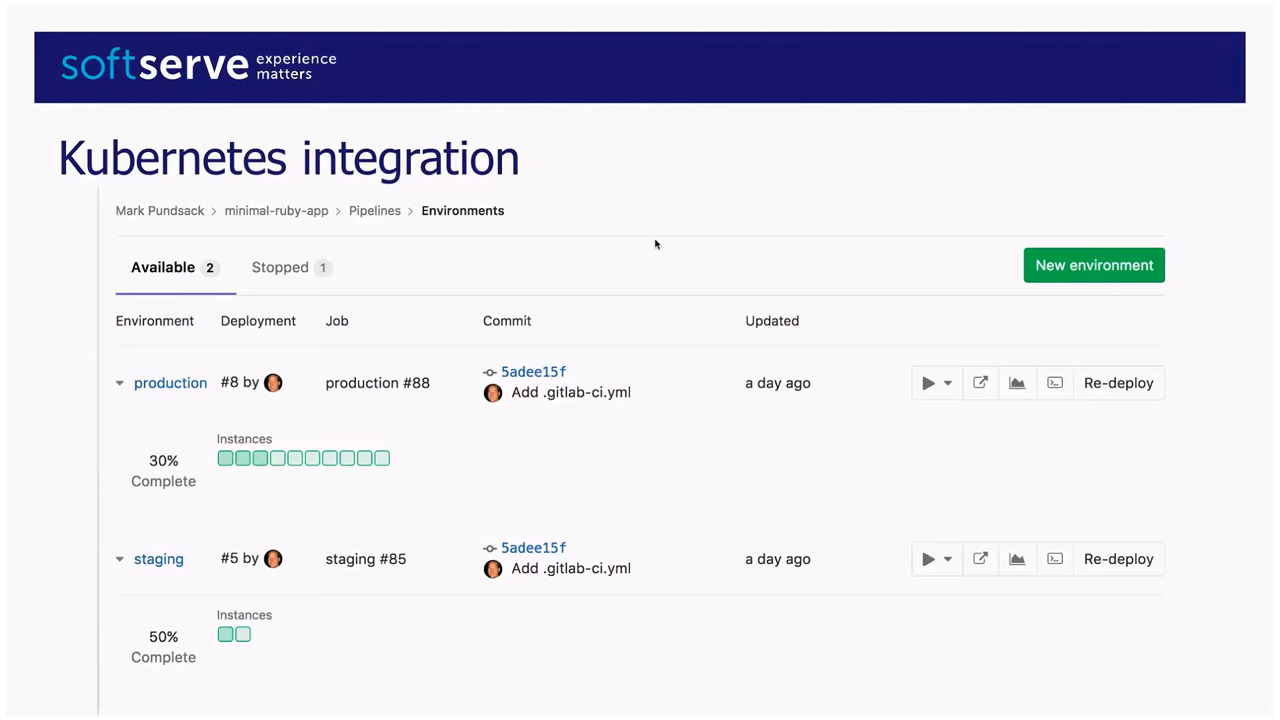 softserve experience matters
Kubernetes integration
Mark Pundsack > minimal-ruby-app > Pipelines > Environments
Available 2 Stopped 1 New environment
Environment Deployment Job Commit Updated
production #8 by production #88 5adee15f Add .gitlab-ci.yml a day ago Re-deploy
Instances
30% Complete
staging #5 by staging #85 5adee15f Add .gitlab-ci.yml a day ago Re-deploy
Instances
50% Complete